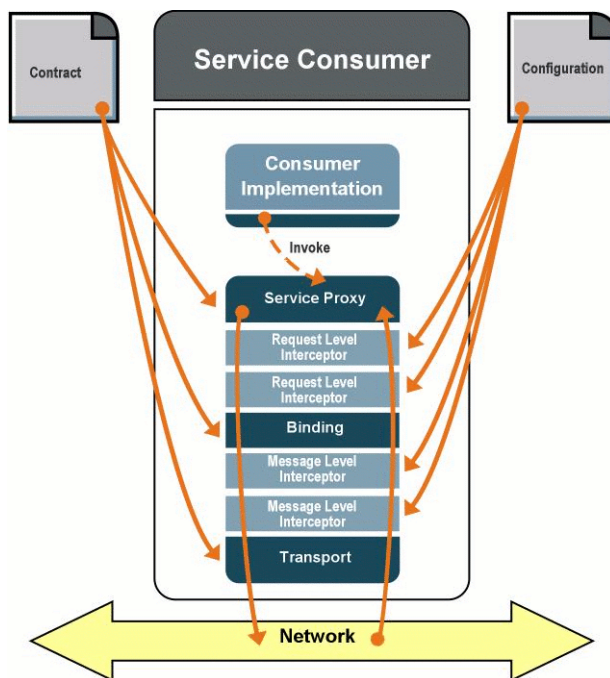 Contract
Service Consumer
Configuration
Consumer
Implementation
Invoke
Service Proxy
Request Level
Interceptor
Request Level
Interceptor
Binding
Message Level
Interceptor
Message Level
Interceptor
Transport
Network